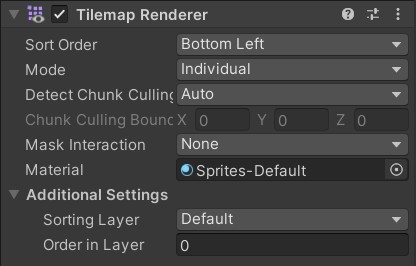 Tilemap Renderer
Sort Order Bottom Left
Mode Individual
Detect Chunk Culling Auto
Chunk Culling Bounc X 0 Y 0 Z 0
Mask Interaction None
Material Sprites-Default
Additional Settings
Sorting Layer Default
Order in Layer 0